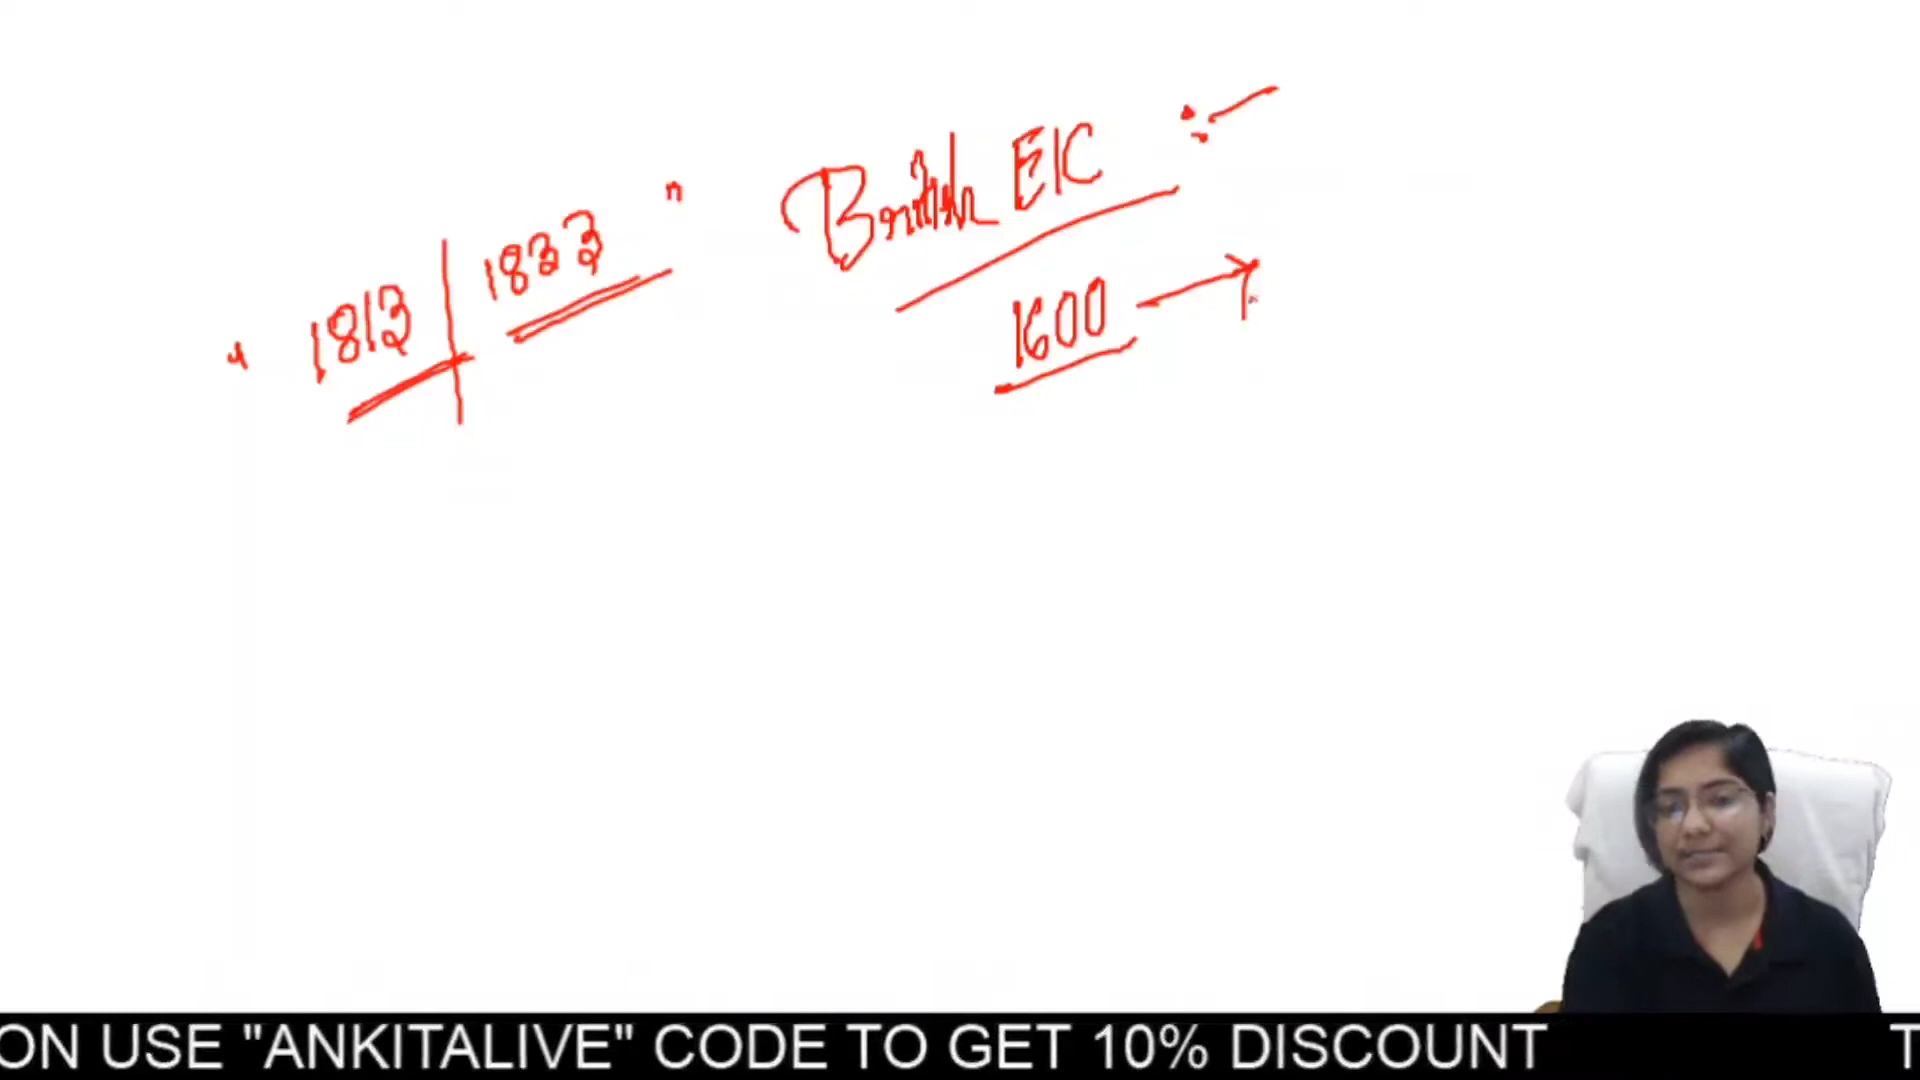 " 1813 | 1833 "
British EIC :-
1600 →
ON USE "ANKITALIVE" CODE TO GET 10% DISCOUNT T